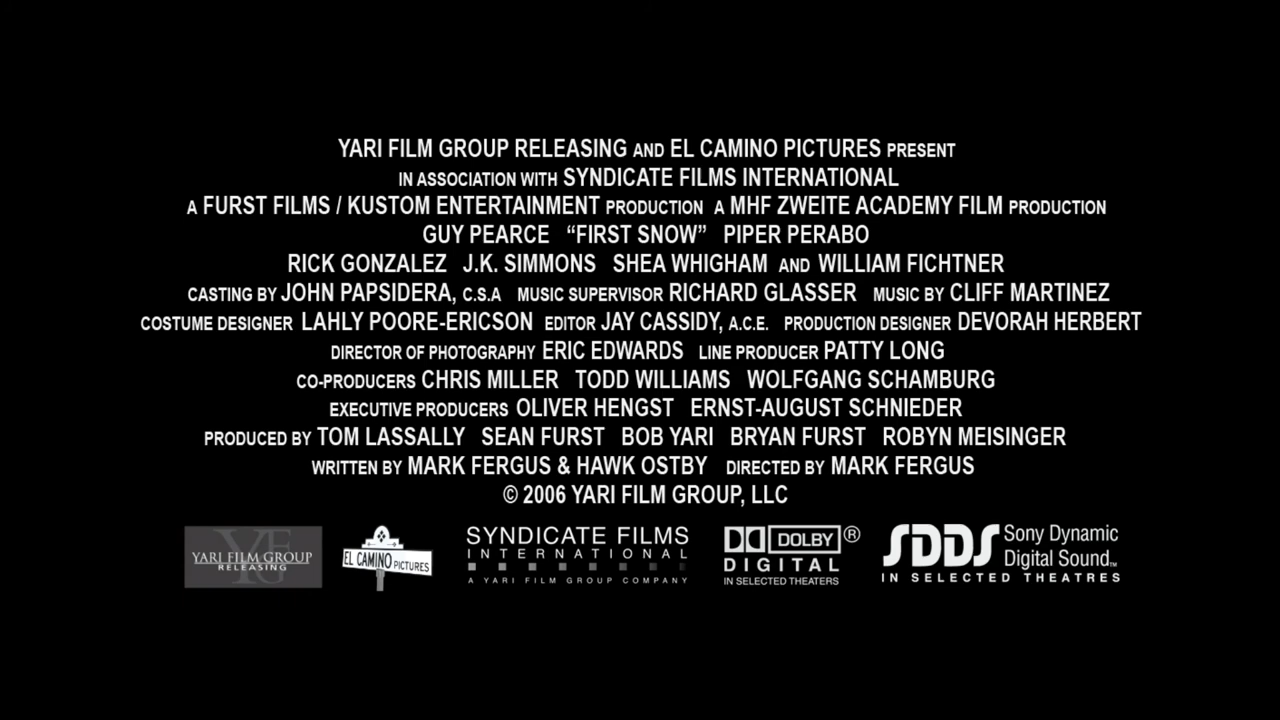 YARI FILM GROUP RELEASING AND EL CAMINO PICTURES PRESENT
IN ASSOCIATION WITH SYNDICATE FILMS INTERNATIONAL
A FURST FILMS / KUSTOM ENTERTAINMENT PRODUCTION A MHF ZWEITE ACADEMY FILM PRODUCTION
GUY PEARCE “FIRST SNOW” PIPER PERABO
RICK GONZALEZ J.K. SIMMONS SHEA WHIGHAM AND WILLIAM FICHTNER
CASTING BY JOHN PAPSIDERA, C.S.A MUSIC SUPERVISOR RICHARD GLASSER MUSIC BY CLIFF MARTINEZ
COSTUME DESIGNER LAHLY POORE-ERICSON EDITOR JAY CASSIDY, A.C.E. PRODUCTION DESIGNER DEVORAH HERBERT
DIRECTOR OF PHOTOGRAPHY ERIC EDWARDS LINE PRODUCER PATTY LONG
CO-PRODUCERS CHRIS MILLER TODD WILLIAMS WOLFGANG SCHAMBURG
EXECUTIVE PRODUCERS OLIVER HENGST ERNST-AUGUST SCHNIEDER
PRODUCED BY TOM LASSALLY SEAN FURST BOB YARI BRYAN FURST ROBYN MEISINGER
WRITTEN BY MARK FERGUS & HAWK OSTBY DIRECTED BY MARK FERGUS
© 2006 YARI FILM GROUP, LLC
YFG
YARI FILM GROUP
RELEASING
EL CAMINO PICTURES
SYNDICATE FILMS
INTERNATIONAL
A YARI FILM GROUP COMPANY
DOLBY ®
DIGITAL
IN SELECTED THEATERS
SDDS Sony Dynamic
Digital Sound™
IN SELECTED THEATRES